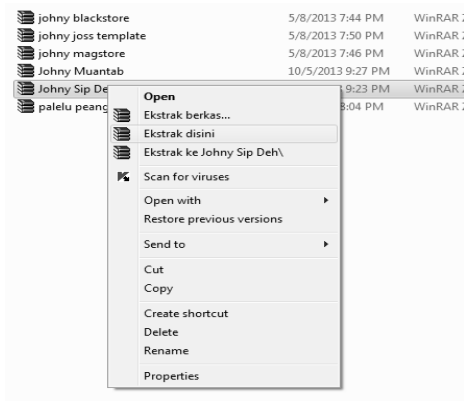 johny blackstore 5/8/2013 7:44 PM WinRAR
johny joss template 5/8/2013 7:50 PM WinRAR
johny magstore 5/8/2013 7:46 PM WinRAR
Johny Muantab 10/5/2013 9:27 PM WinRAR
Johny Sip De 9:23 PM WinRAR
palelu peang :04 PM WinRAR
Open
Ekstrak berkas...
Ekstrak disini
Ekstrak ke Johny Sip Deh\
Scan for viruses
Open with
Restore previous versions
Send to
Cut
Copy
Create shortcut
Delete
Rename
Properties